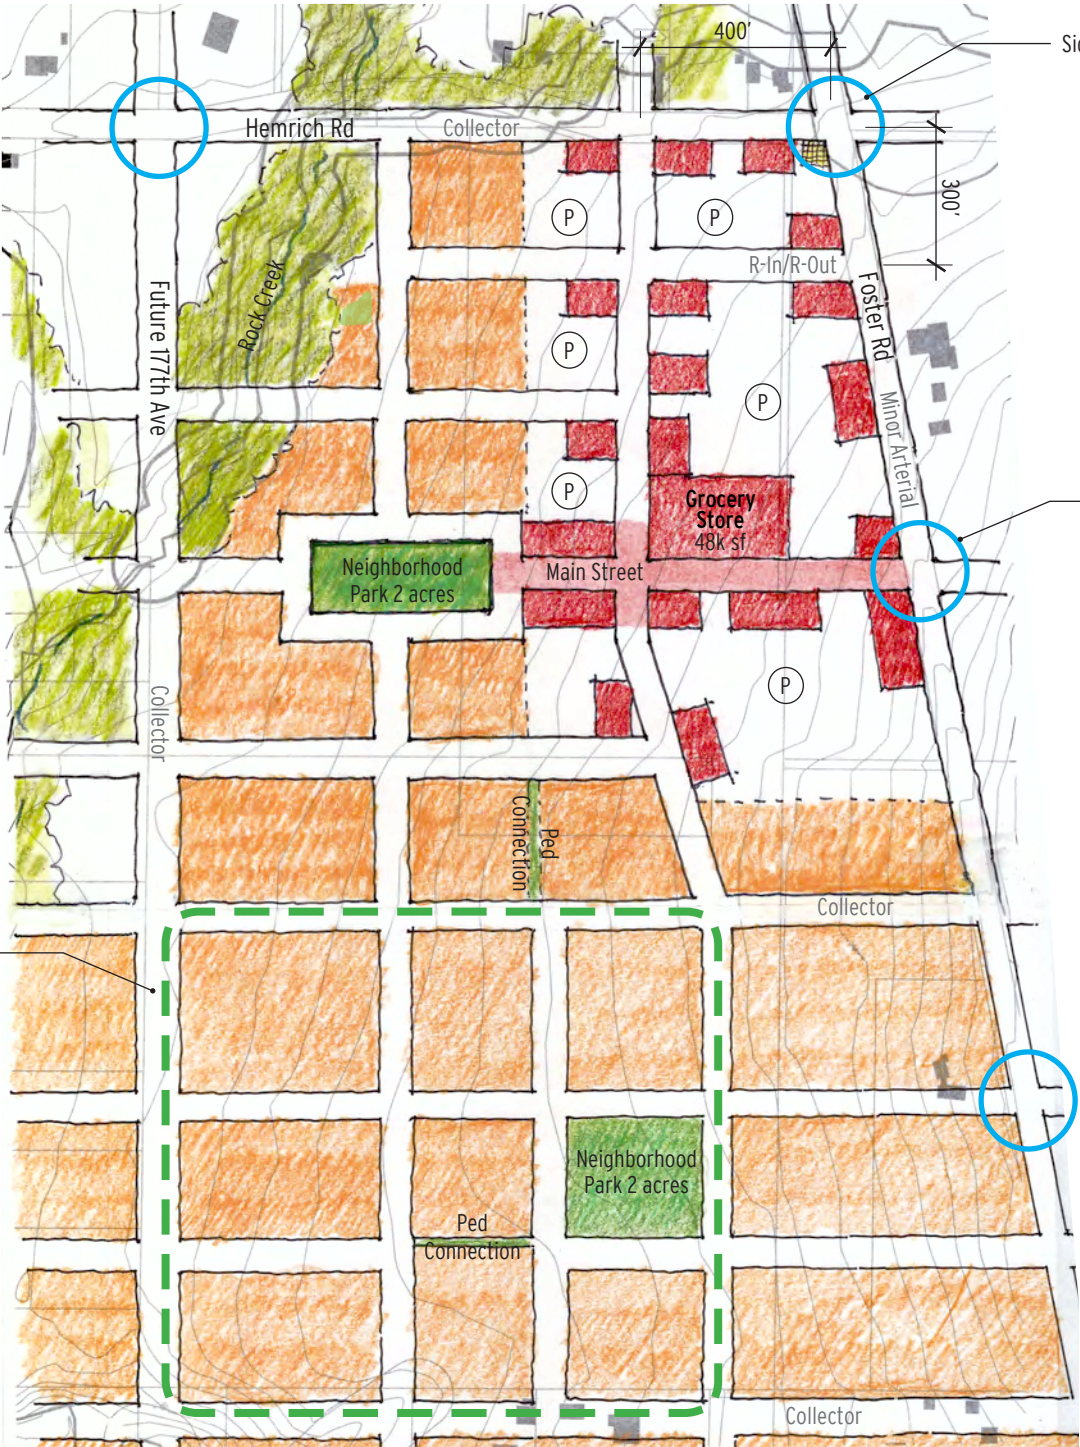 400'
Si
Hemrich Rd
Collector
300'
P
P
R-In/R-Out
Rock Creek
Future 177th Ave
Foster Rd
P
P
Minor Arterial
P
Grocery
Store
48k sf
Neighborhood
Park 2 acres
Main Street
Collector
P
Ped
Connection
Collector
Neighborhood
Park 2 acres
Ped
Connection
Collector